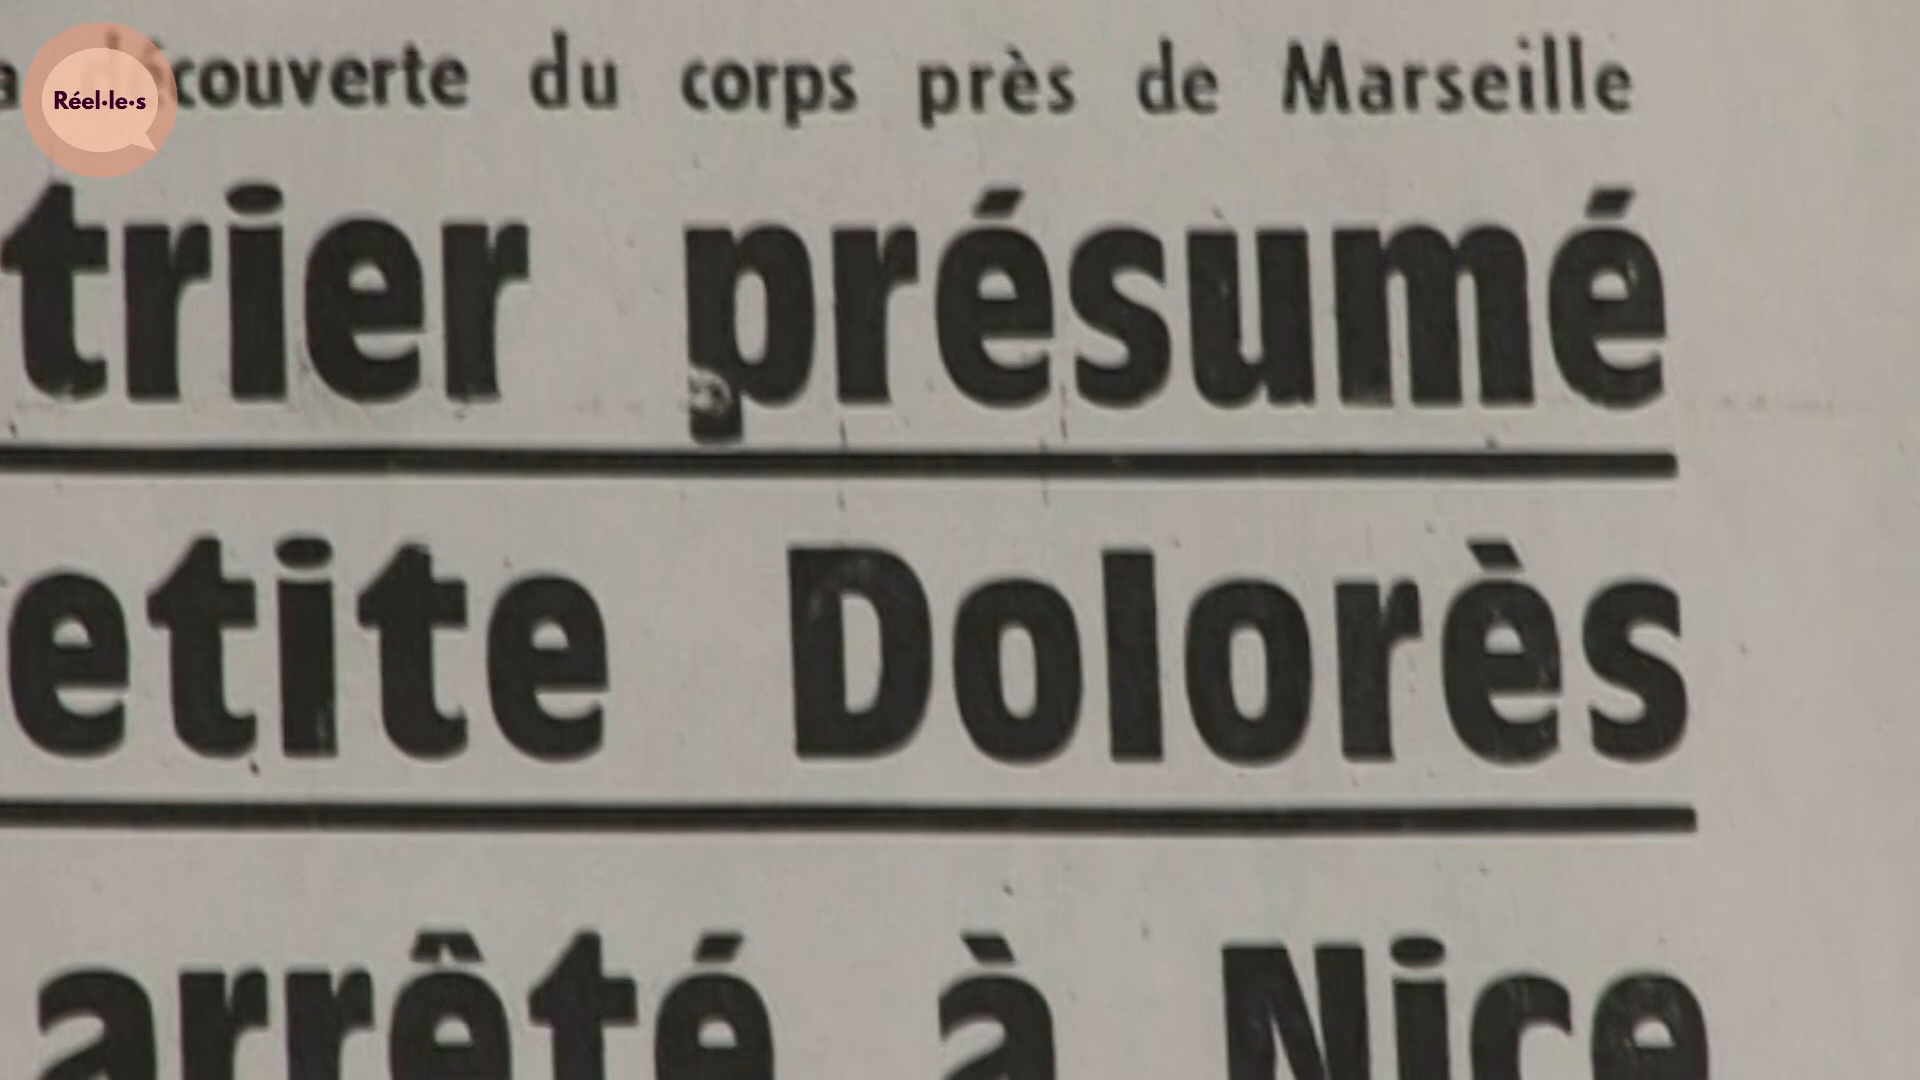 Réel·le·s
couverte du corps près de Marseille
trier présumé
etite Dolorès
arrêté à Nice